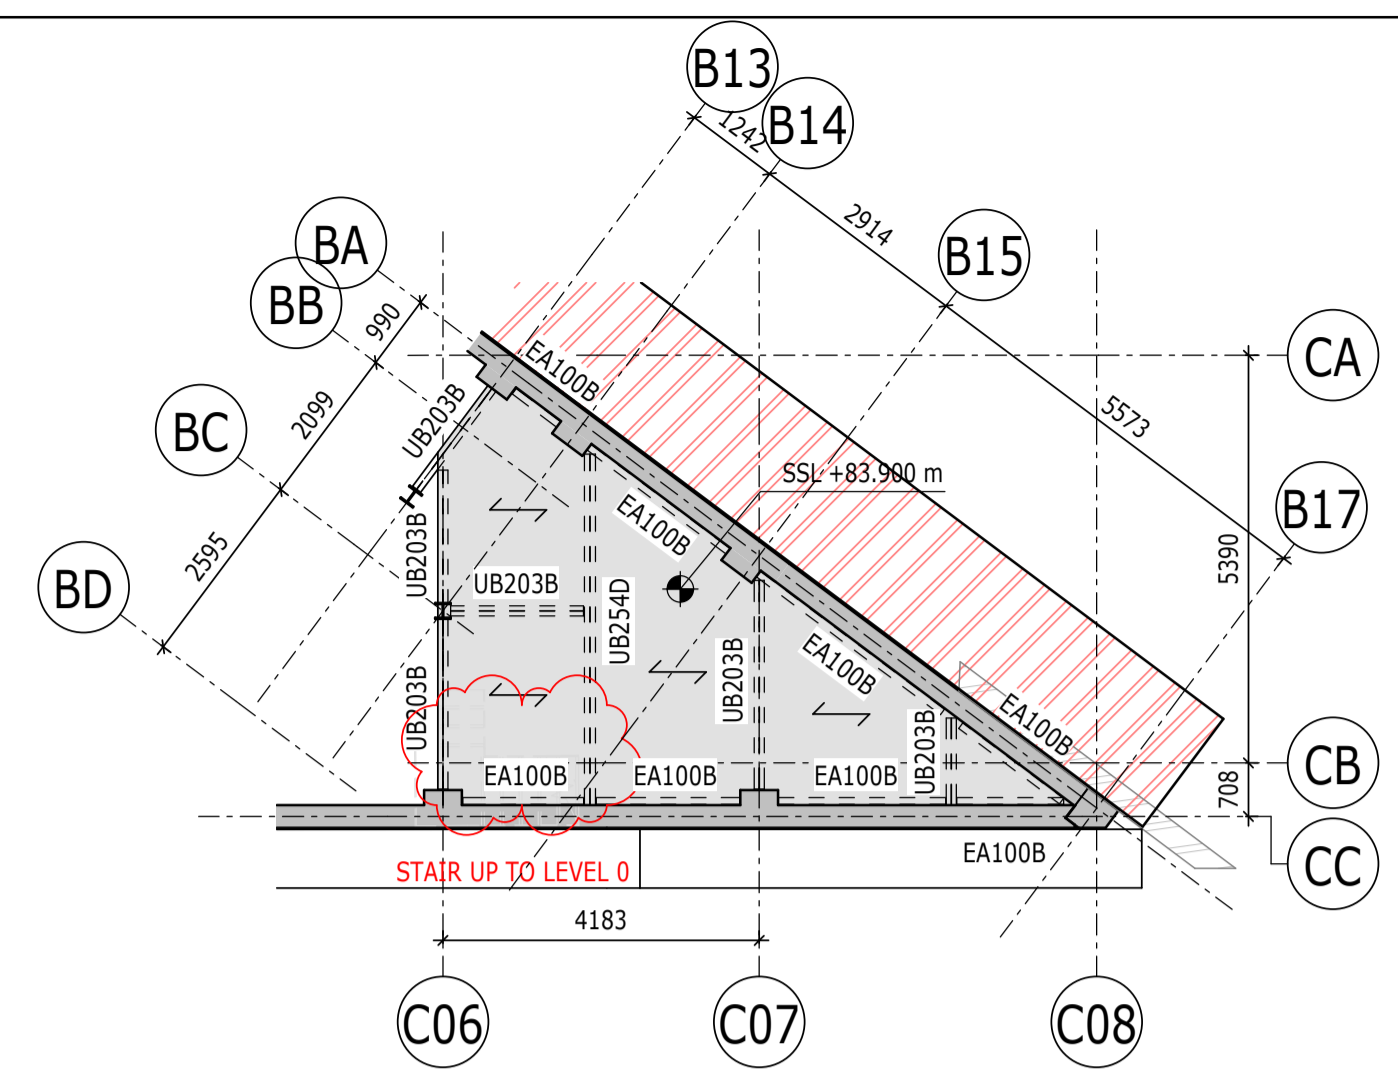 B13
B14
1242
2914
B15
BA
BB
990
2099
BC
2595
BD
5573
B17
CA
5390
CB
708
CC
EA100B
UB203B
SSL +83.900 m
EA100B
UB203B
UB203B
UB254D
EA100B
UB203B
UB203B
EA100B
EA100B
EA100B
EA100B
UB203B
EA100B
STAIR UP TO LEVEL 0
4183
C06
C07
C08